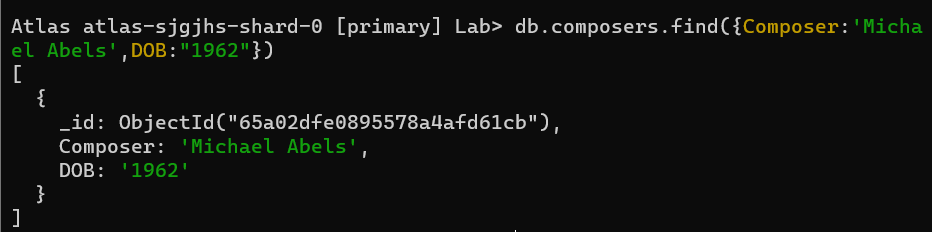 Atlas atlas-sjgjhs-shard-0 [primary] Lab> db.composers.find({Composer:'Micha
el Abels',DOB:"1962"})
[
  {
    _id: ObjectId("65a02dfe0895578a4afd61cb"),
    Composer: 'Michael Abels',
    DOB: '1962'
  }
]